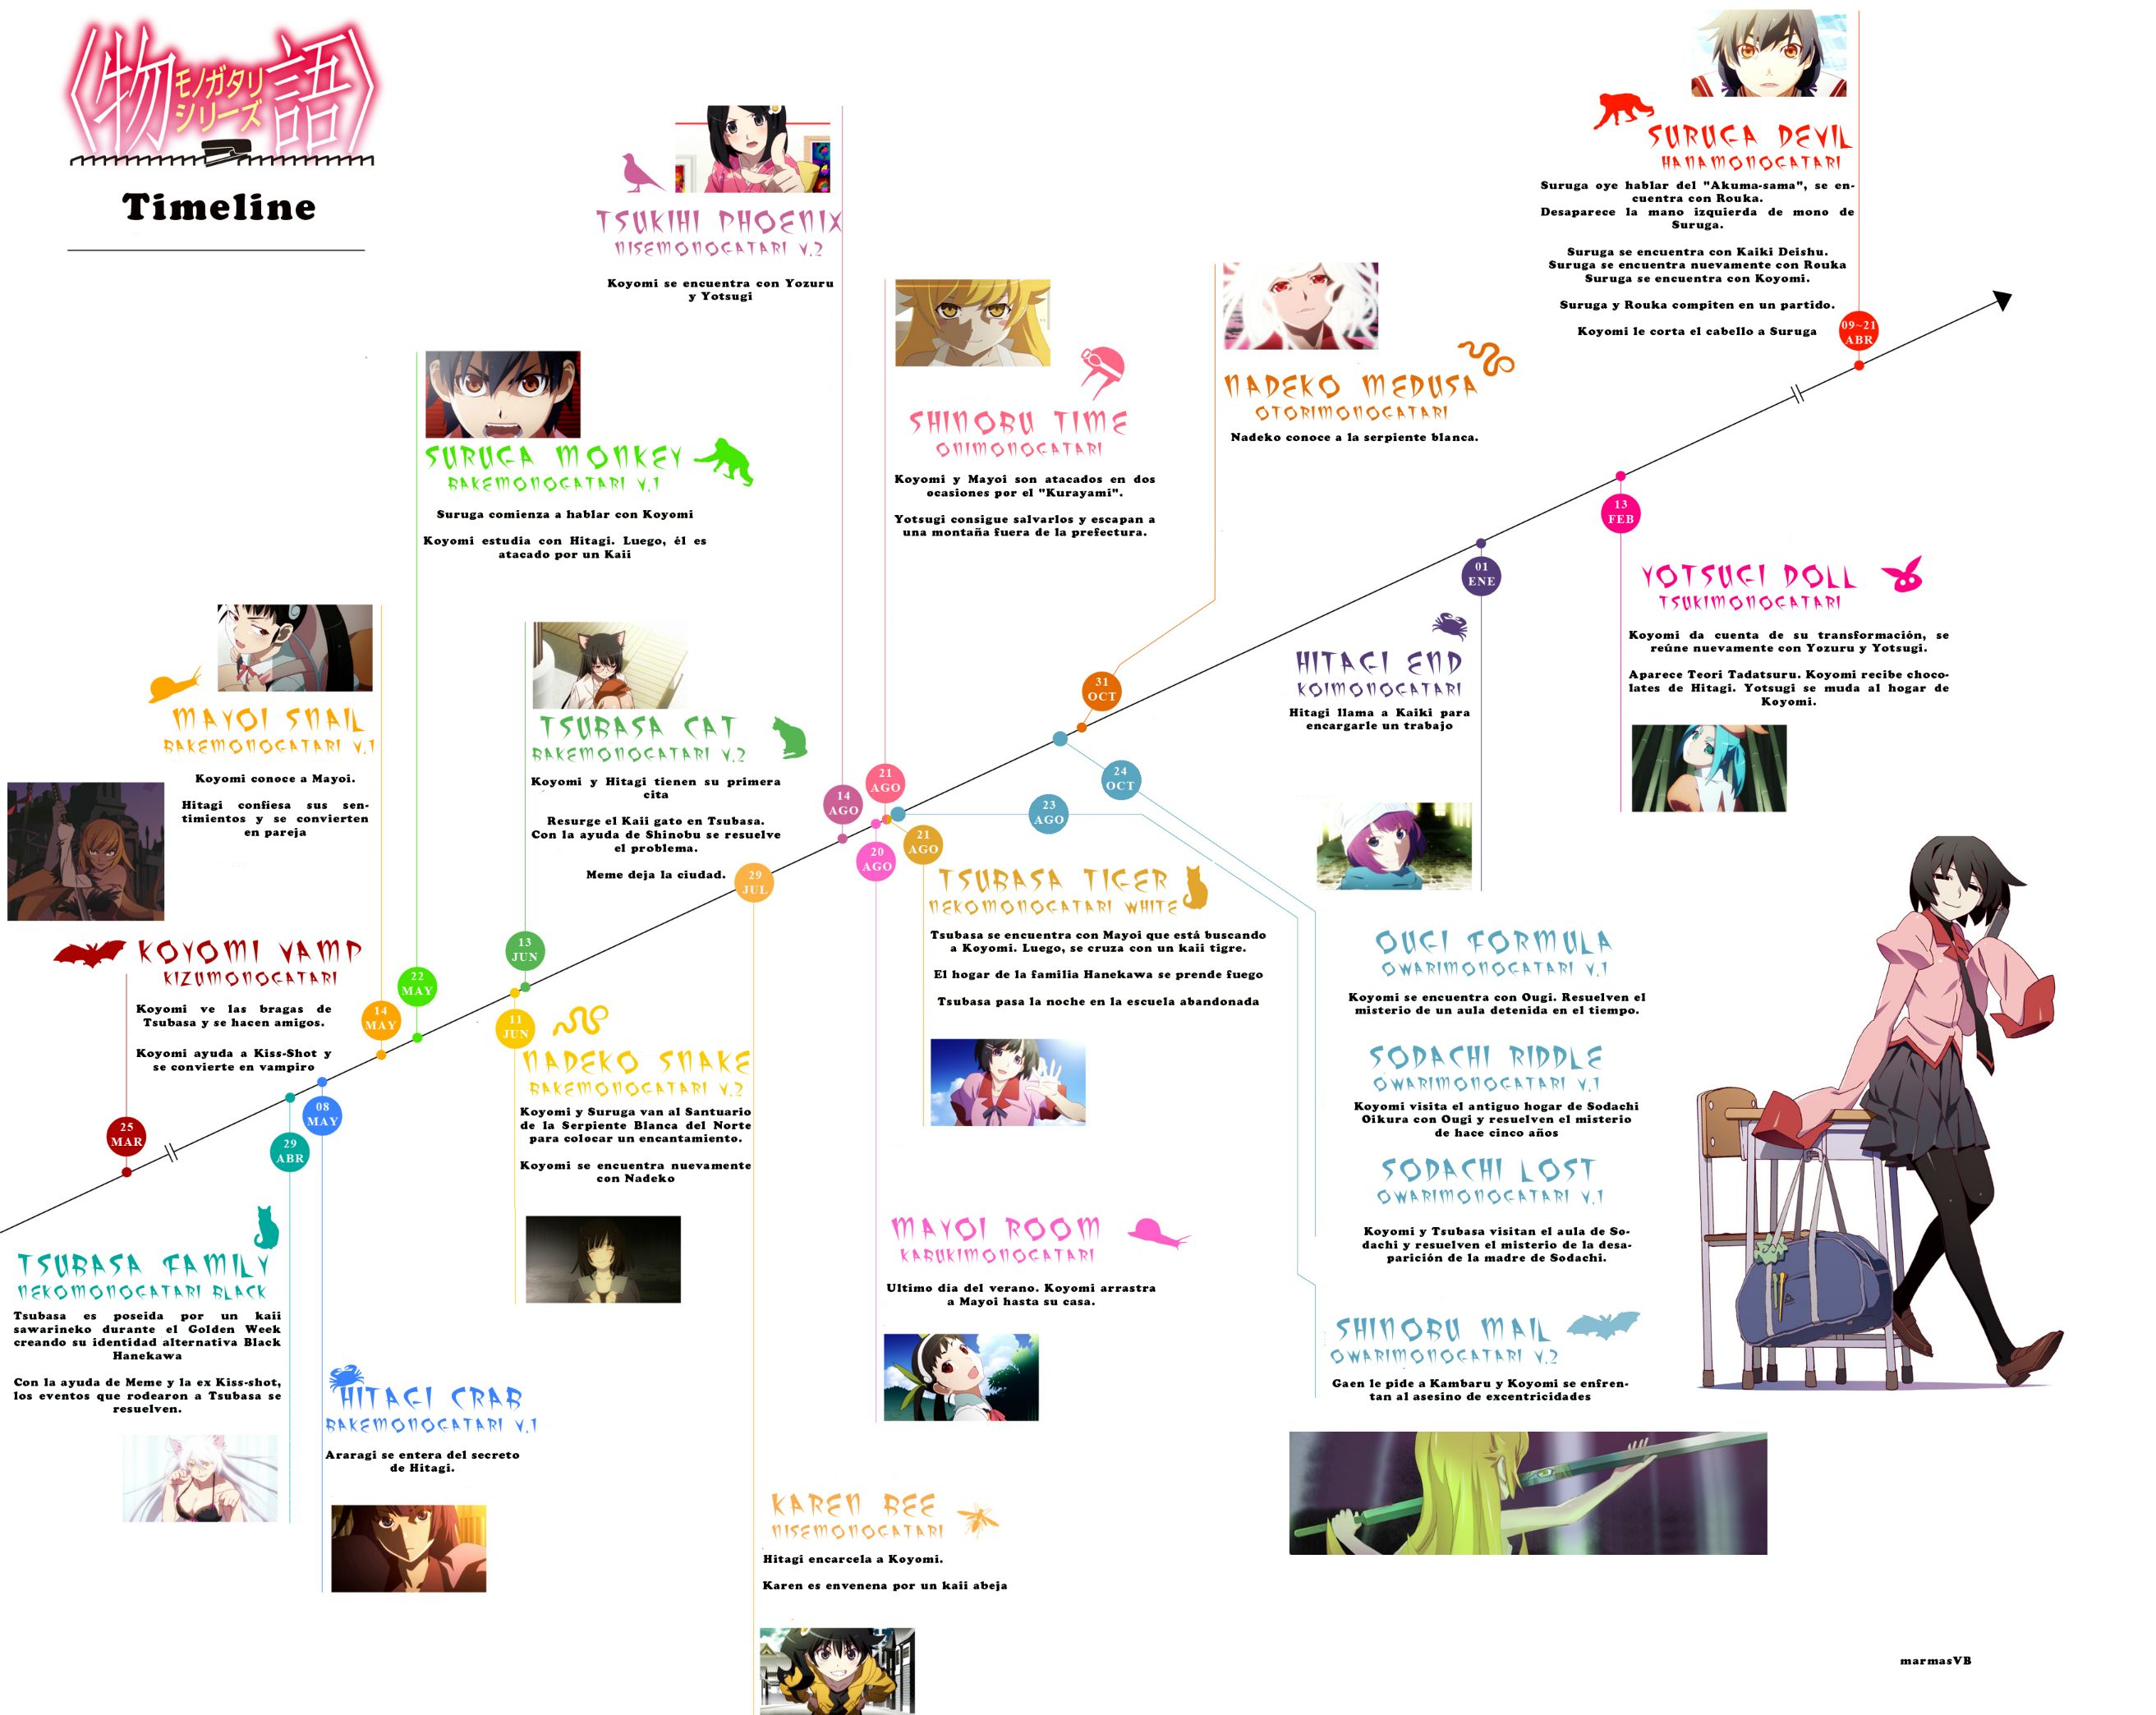 〈物語〉
モノガタリ
シリーズ
Timeline
25
MAR
KOYOMI VAMP
KIZUMONOGATARI
Koyomi ve las bragas de
Tsubasa y se hacen amigos.
Koyomi ayuda a Kiss-Shot y
se convierte en vampiro
29
ABR
TSUBASA FAMILY
NEKOMONOGATARI BLACK
Tsubasa es poseida por un kaii
sawarineko durante el Golden Week
creando su identidad alternativa Black
Hanekawa
Con la ayuda de Meme y la ex Kiss-shot,
los eventos que rodearon a Tsubasa se
resuelven.
08
MAY
HITAGI CRAB
BAKEMONOGATARI V.1
Araragi se entera del secreto
de Hitagi.
14
MAY
MAYOI SNAIL
BAKEMONOGATARI V.1
Koyomi conoce a Mayoi.
Hitagi confiesa sus sen-
timientos y se convierten
en pareja
22
MAY
SURUGA MONKEY
BAKEMONOGATARI V.1
Suruga comienza a hablar con Koyomi
Koyomi estudia con Hitagi. Luego, él es
atacado por un Kaii
11
JUN
NADEKO SNAKE
BAKEMONOGATARI V.2
Koyomi y Suruga van al Santuario
de la Serpiente Blanca del Norte
para colocar un encantamiento.
Koyomi se encuentra nuevamente
con Nadeko
13
JUN
TSUBASA CAT
BAKEMONOGATARI V.2
Koyomi y Hitagi tienen su primera
cita
Resurge el Kaii gato en Tsubasa.
Con la ayuda de Shinobu se resuelve
el problema.
Meme deja la ciudad.
29
JUL
KAREN BEE
NISEMONOGATARI
Hitagi encarcela a Koyomi.
Karen es envenena por un kaii abeja
14
AGO
TSUKIHI PHOENIX
NISEMONOGATARI V.2
Koyomi se encuentra con Yozuru
y Yotsugi
20
AGO
MAYOI ROOM
KABUKIMONOGATARI
Ultimo día del verano. Koyomi arrastra
a Mayoi hasta su casa.
21
AGO
SHINOBU TIME
ONIMONOGATARI
Koyomi y Mayoi son atacados en dos
ocasiones por el "Kurayami".
Yotsugi consigue salvarlos y escapan a
una montaña fuera de la prefectura.
21
AGO
TSUBASA TIGER
NEKOMONOGATARI WHITE
Tsubasa se encuentra con Mayoi que está buscando
a Koyomi. Luego, se cruza con un kaii tigre.
El hogar de la familia Hanekawa se prende fuego
Tsubasa pasa la noche en la escuela abandonada
23
AGO
24
OCT
OUGI FORMULA
OWARIMONOGATARI V.1
Koyomi se encuentra con Ougi. Resuelven el
misterio de un aula detenida en el tiempo.
SODACHI RIDDLE
OWARIMONOGATARI V.1
Koyomi visita el antiguo hogar de Sodachi
Oikura con Ougi y resuelven el misterio
de hace cinco años
SODACHI LOST
OWARIMONOGATARI V.1
Koyomi y Tsubasa visitan el aula de So-
dachi y resuelven el misterio de la desa-
parición de la madre de Sodachi.
SHINOBU MAIL
OWARIMONOGATARI V.2
Gaen le pide a Kambaru y Koyomi se enfren-
tan al asesino de excentricidades
31
OCT
NADEKO MEDUSA
OTORIMONOGATARI
Nadeko conoce a la serpiente blanca.
01
ENE
HITAGI END
KOIMONOGATARI
Hitagi llama a Kaiki para
encargarle un trabajo
13
FEB
YOTSUGI DOLL
TSUKIMONOGATARI
Koyomi da cuenta de su transformación, se
reúne nuevamente con Yozuru y Yotsugi.
Aparece Teori Tadatsuru. Koyomi recibe choco-
lates de Hitagi. Yotsugi se muda al hogar de
Koyomi.
09~21
ABR
SURUGA DEVIL
HANAMONOGATARI
Suruga oye hablar del "Akuma-sama", se en-
cuentra con Rouka.
Desaparece la mano izquierda de mono de
Suruga.
Suruga se encuentra con Kaiki Deishu.
Suruga se encuentra nuevamente con Rouka
Suruga se encuentra con Koyomi.
Suruga y Rouka compiten en un partido.
Koyomi le corta el cabello a Suruga
marmasVB